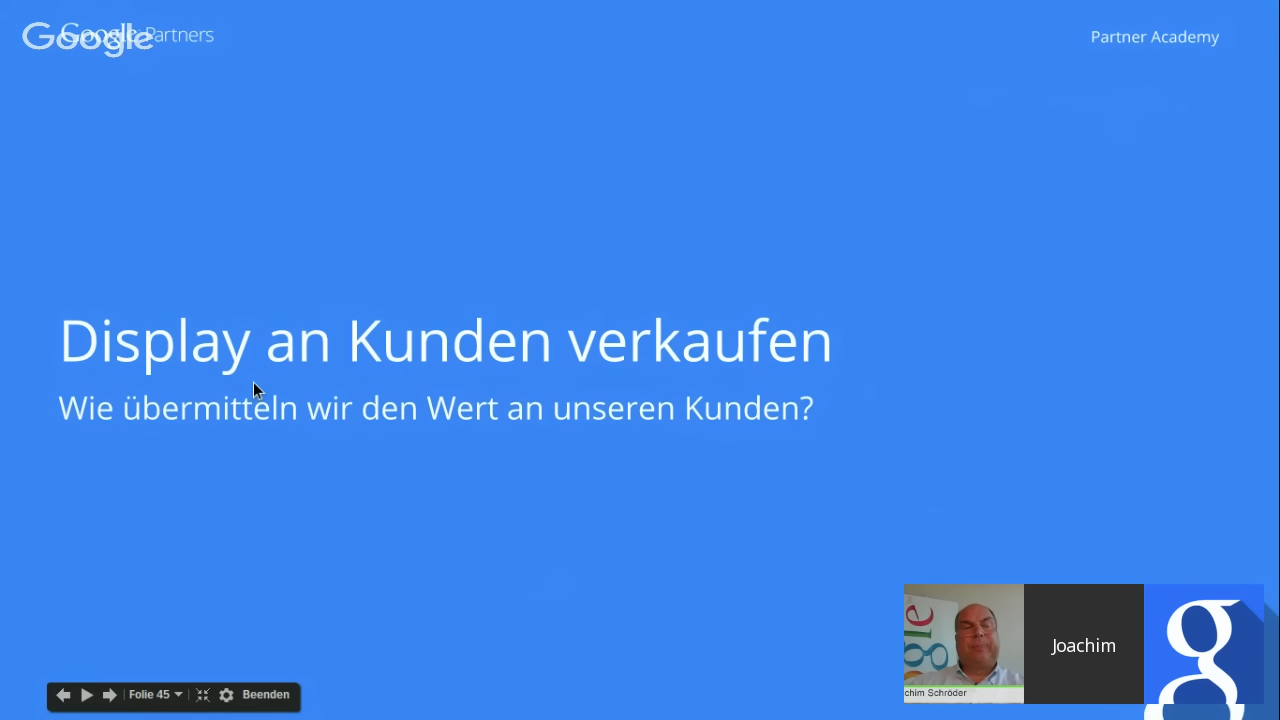 Google Partners
Google
Partner Academy
Display an Kunden verkaufen
Wie übermitteln wir den Wert an unseren Kunden?
Joachim
chim Schröder
Folie 45
Beenden